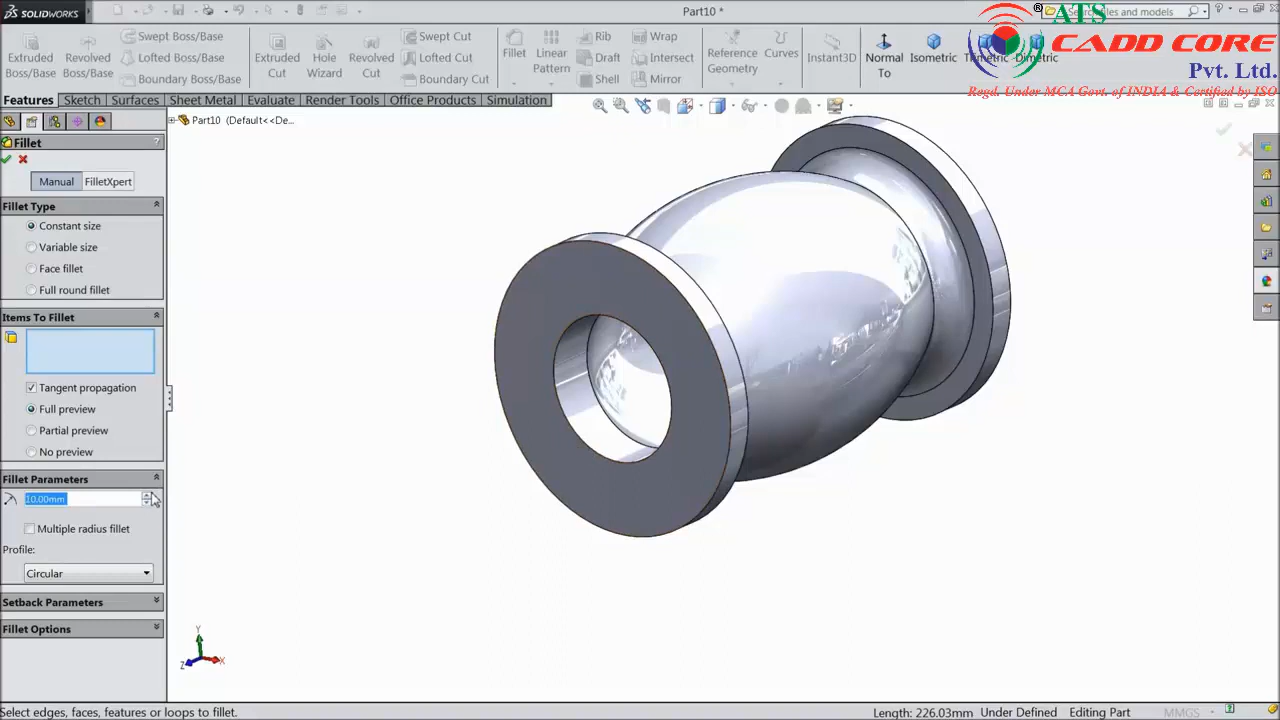 SOLIDWORKS
Part10 *
Search files and models
®
ATS
CADD CORE
Pvt. Ltd.
Regd. Under MCA Govt. of INDIA & Certified by ISO
Extruded Boss/Base
Revolved Boss/Base
Swept Boss/Base
Lofted Boss/Base
Boundary Boss/Base
Extruded Cut
Hole Wizard
Revolved Cut
Swept Cut
Lofted Cut
Boundary Cut
Fillet
Linear Pattern
Rib
Draft
Shell
Wrap
Intersect
Mirror
Reference Geometry
Curves
Instant3D
Normal To
Isometric
Trimetric
Dimetric
Features
Sketch
Surfaces
Sheet Metal
Evaluate
Render Tools
Office Products
Simulation
Part10 (Default<<De...
Fillet
?
Manual
FilletXpert
Fillet Type
Constant size
Variable size
Face fillet
Full round fillet
Items To Fillet
Tangent propagation
Full preview
Partial preview
No preview
Fillet Parameters
10.00mm
Multiple radius fillet
Profile:
Circular
Setback Parameters
Fillet Options
Y
Z
X
Select edges, faces, features or loops to fillet.
Length: 226.03mm
Under Defined
Editing Part
MMGS